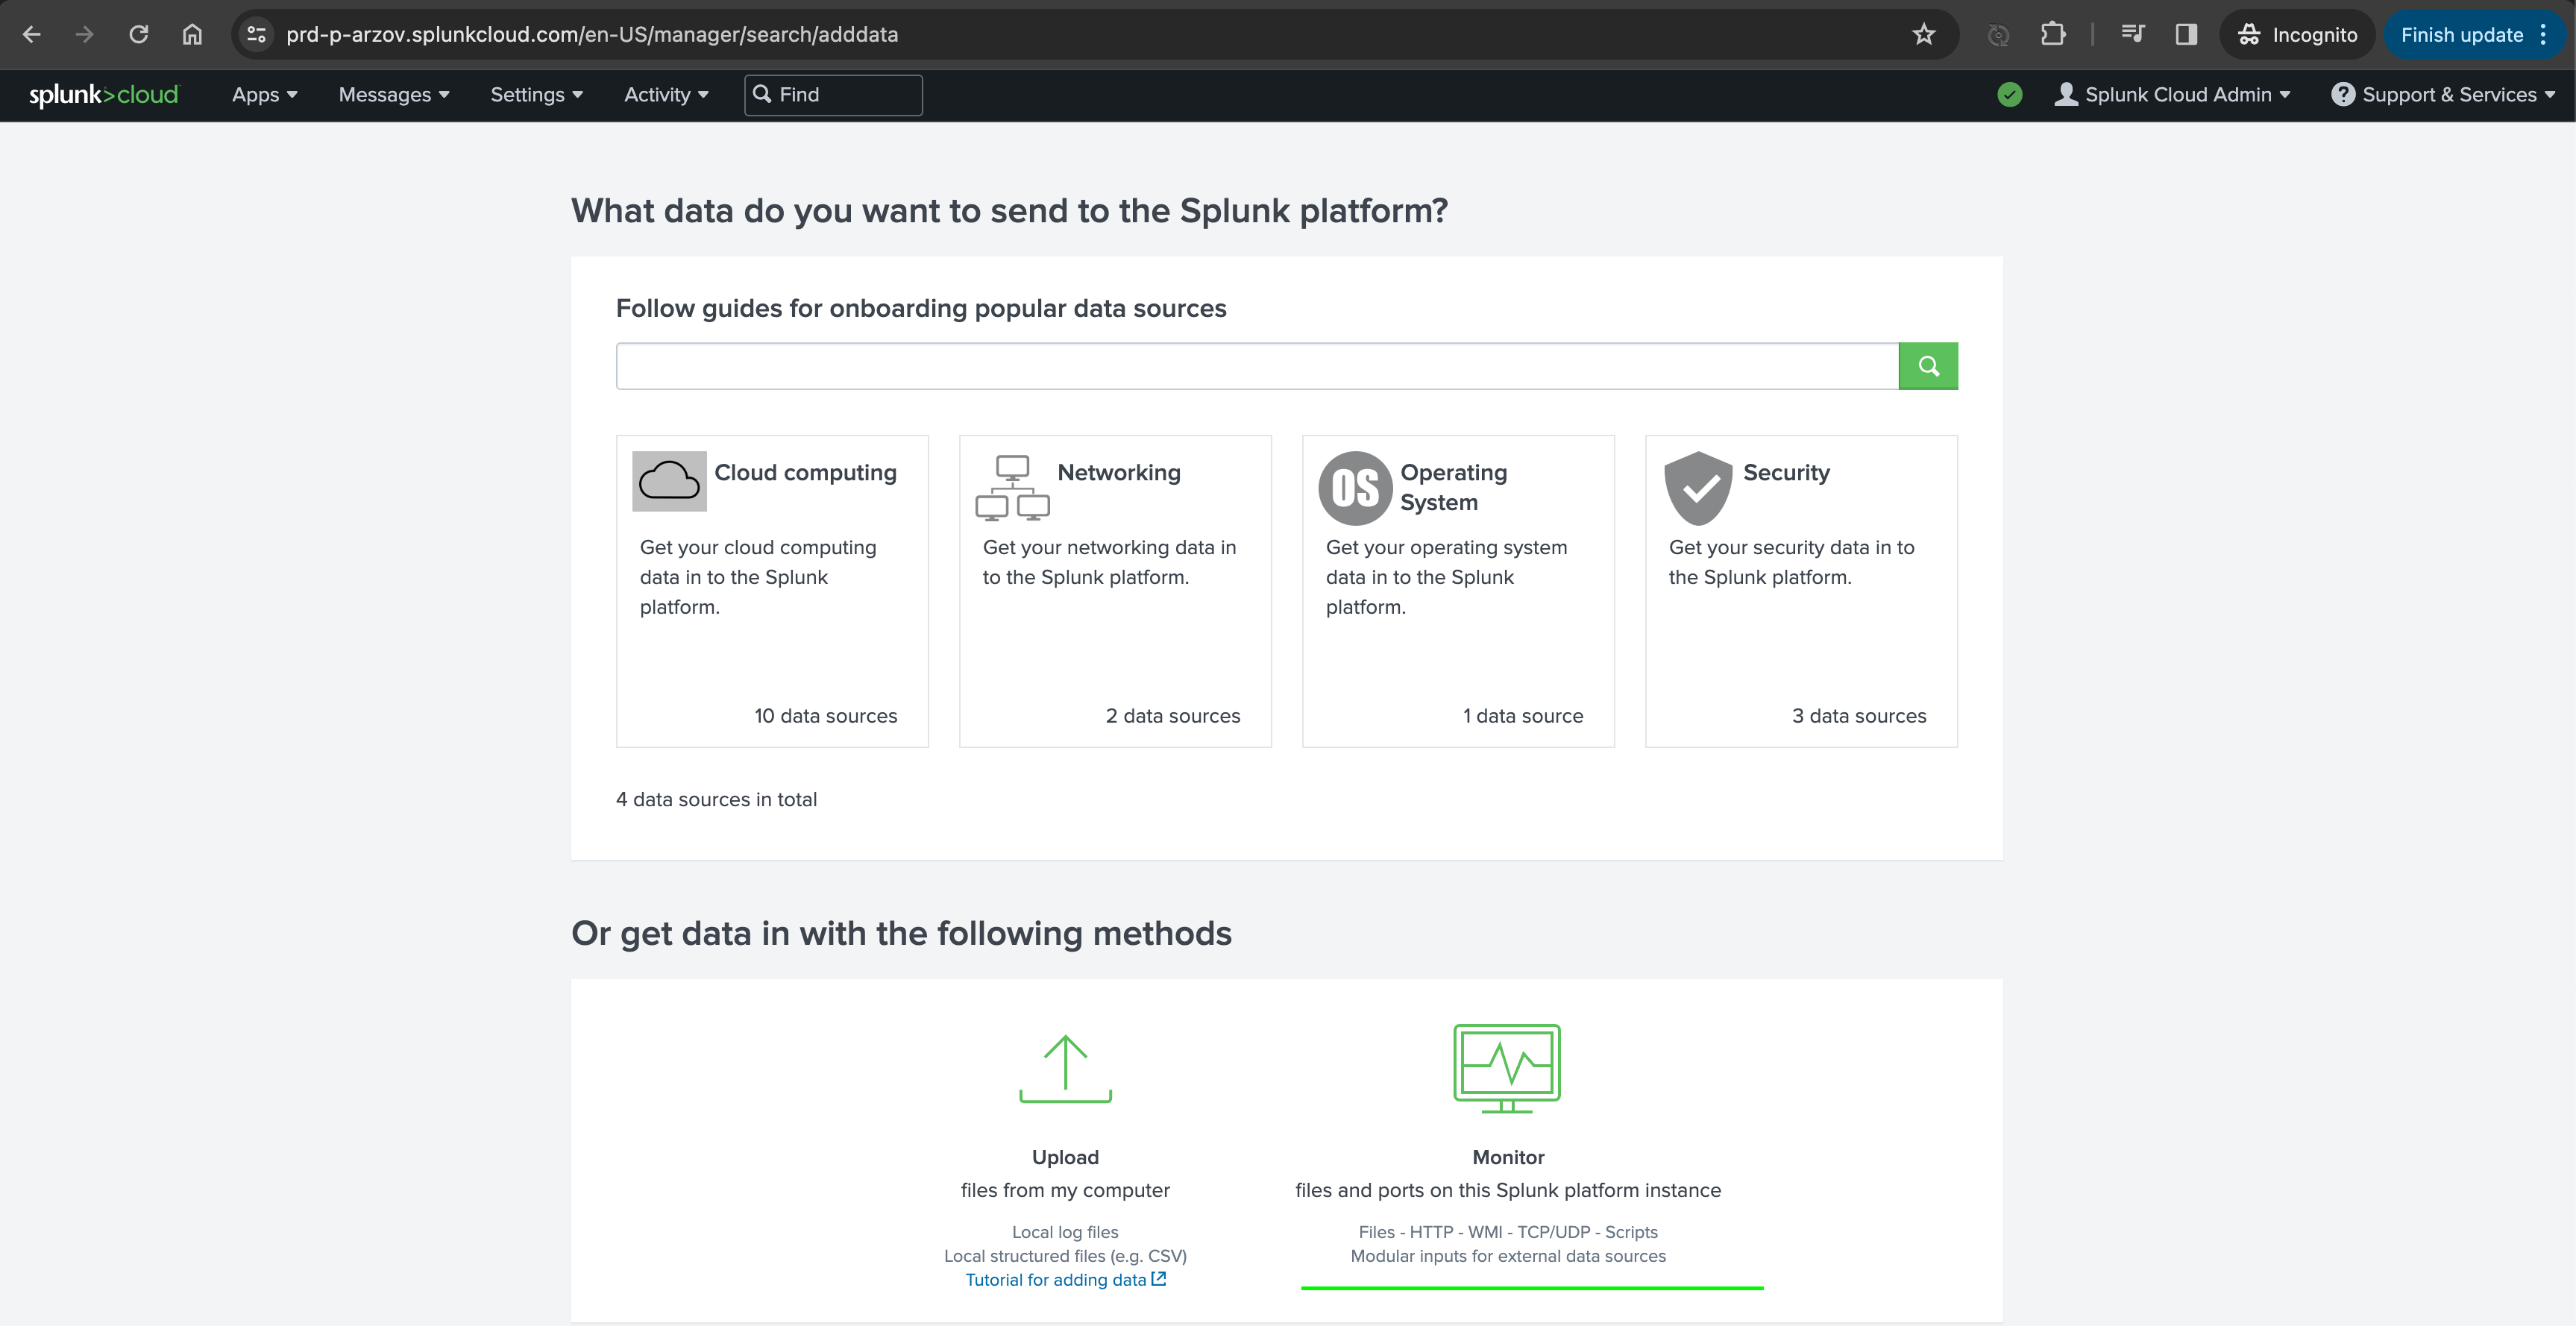 prd-p-arzov.splunkcloud.com/en-US/manager/search/adddata
Incognito
Finish update
splunk>cloud
Apps
Messages
Settings
Activity
Find
Splunk Cloud Admin
Support & Services
What data do you want to send to the Splunk platform?
Follow guides for onboarding popular data sources
Cloud computing
Get your cloud computing
data in to the Splunk
platform.
10 data sources
Networking
Get your networking data in
to the Splunk platform.
2 data sources
OS
Operating
System
Get your operating system
data in to the Splunk
platform.
1 data source
Security
Get your security data in to
the Splunk platform.
3 data sources
4 data sources in total
Or get data in with the following methods
Upload
files from my computer
Local log files
Local structured files (e.g. CSV)
Tutorial for adding data
Monitor
files and ports on this Splunk platform instance
Files - HTTP - WMI - TCP/UDP - Scripts
Modular inputs for external data sources